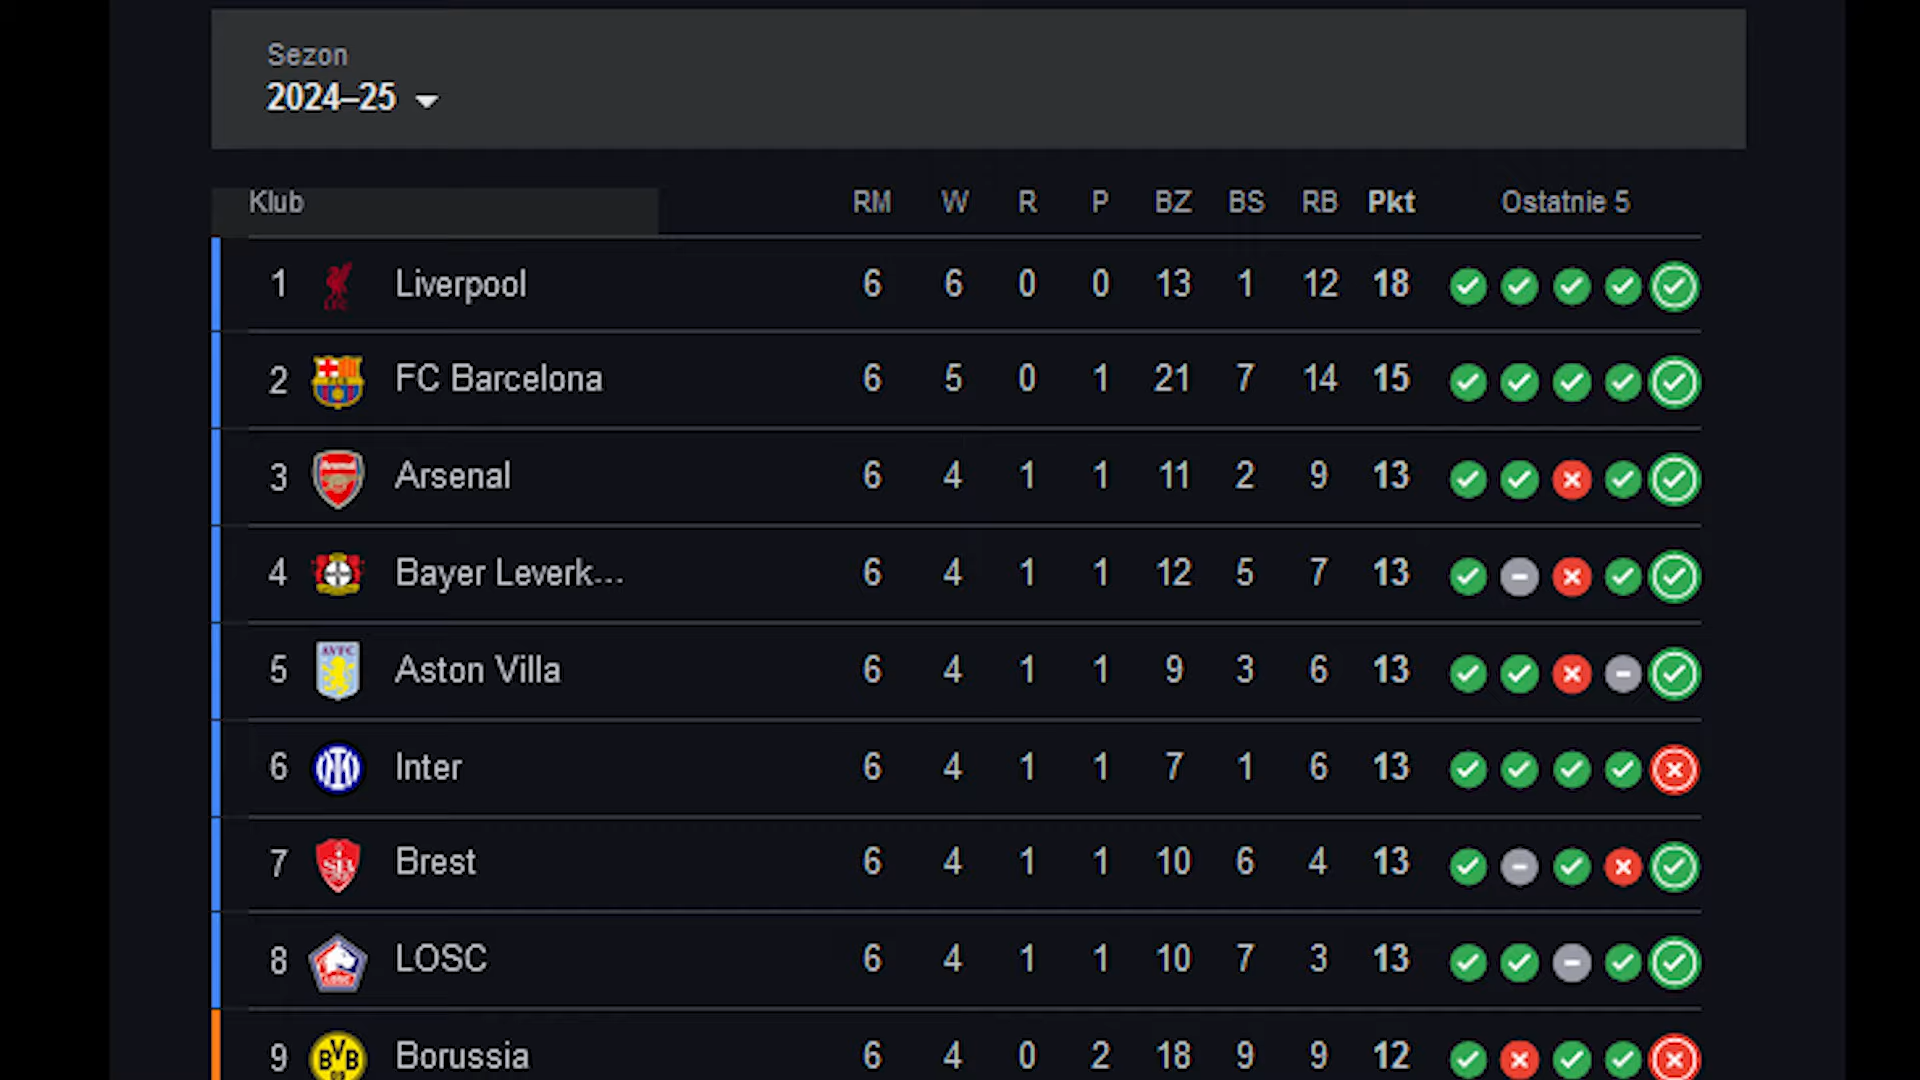 Sezon
2024–25
Klub RM W R P BZ BS RB Pkt Ostatnie 5
1 Liverpool 6 6 0 0 13 1 12 18
2 FC Barcelona 6 5 0 1 21 7 14 15
3 Arsenal 6 4 1 1 11 2 9 13
4 Bayer Leverk... 6 4 1 1 12 5 7 13
5 Aston Villa 6 4 1 1 9 3 6 13
6 Inter 6 4 1 1 7 1 6 13
7 Brest 6 4 1 1 10 6 4 13
8 LOSC 6 4 1 1 10 7 3 13
9 BVB 09 Borussia 6 4 0 2 18 9 9 12